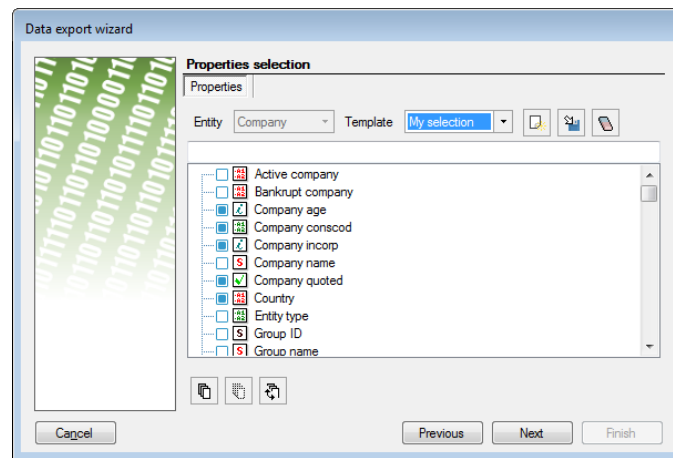 Data export wizard
Properties selection
Properties
Entity Company Template My selection
Active company
Bankrupt company
Company age
Company conscod
Company incorp
Company name
Company quoted
Country
Entity type
Group ID
Group name
Cancel Previous Next Finish